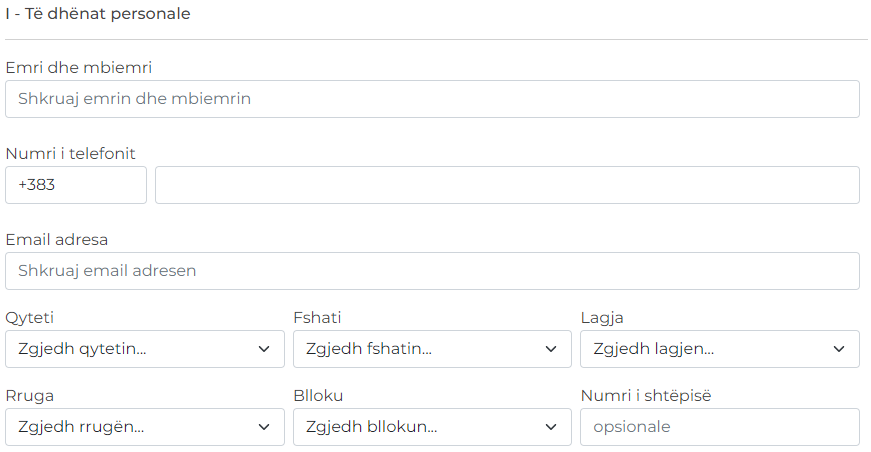 I - Të dhënat personale
Emri dhe mbiemri
Shkruaj emrin dhe mbiemrin
Numri i telefonit
+383
Email adresa
Shkruaj email adresen
Qyteti Fshati Lagja
Zgjedh qytetin... Zgjedh fshatin... Zgjedh lagjen...
Rruga Blloku Numri i shtëpisë
Zgjedh rrugën... Zgjedh bllokun... opsionale